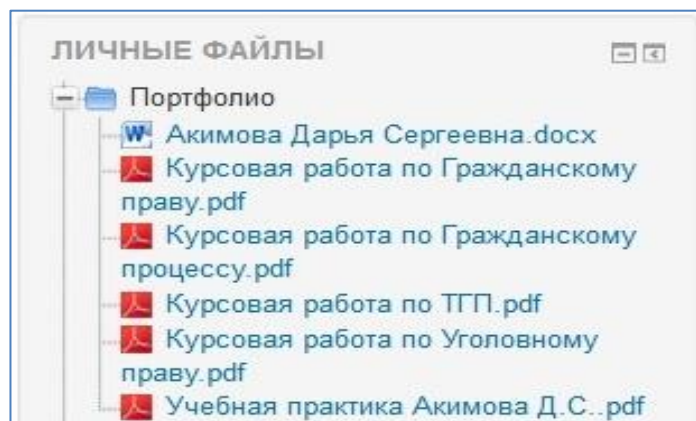 ЛИЧНЫЕ ФАЙЛЫ
Портфолио
Акимова Дарья Сергеевна.docx
Курсовая работа по Гражданскому
праву.pdf
Курсовая работа по Гражданскому
процессу.pdf
Курсовая работа по ТГП.pdf
Курсовая работа по Уголовному
праву.pdf
Учебная практика Акимова Д.С..pdf